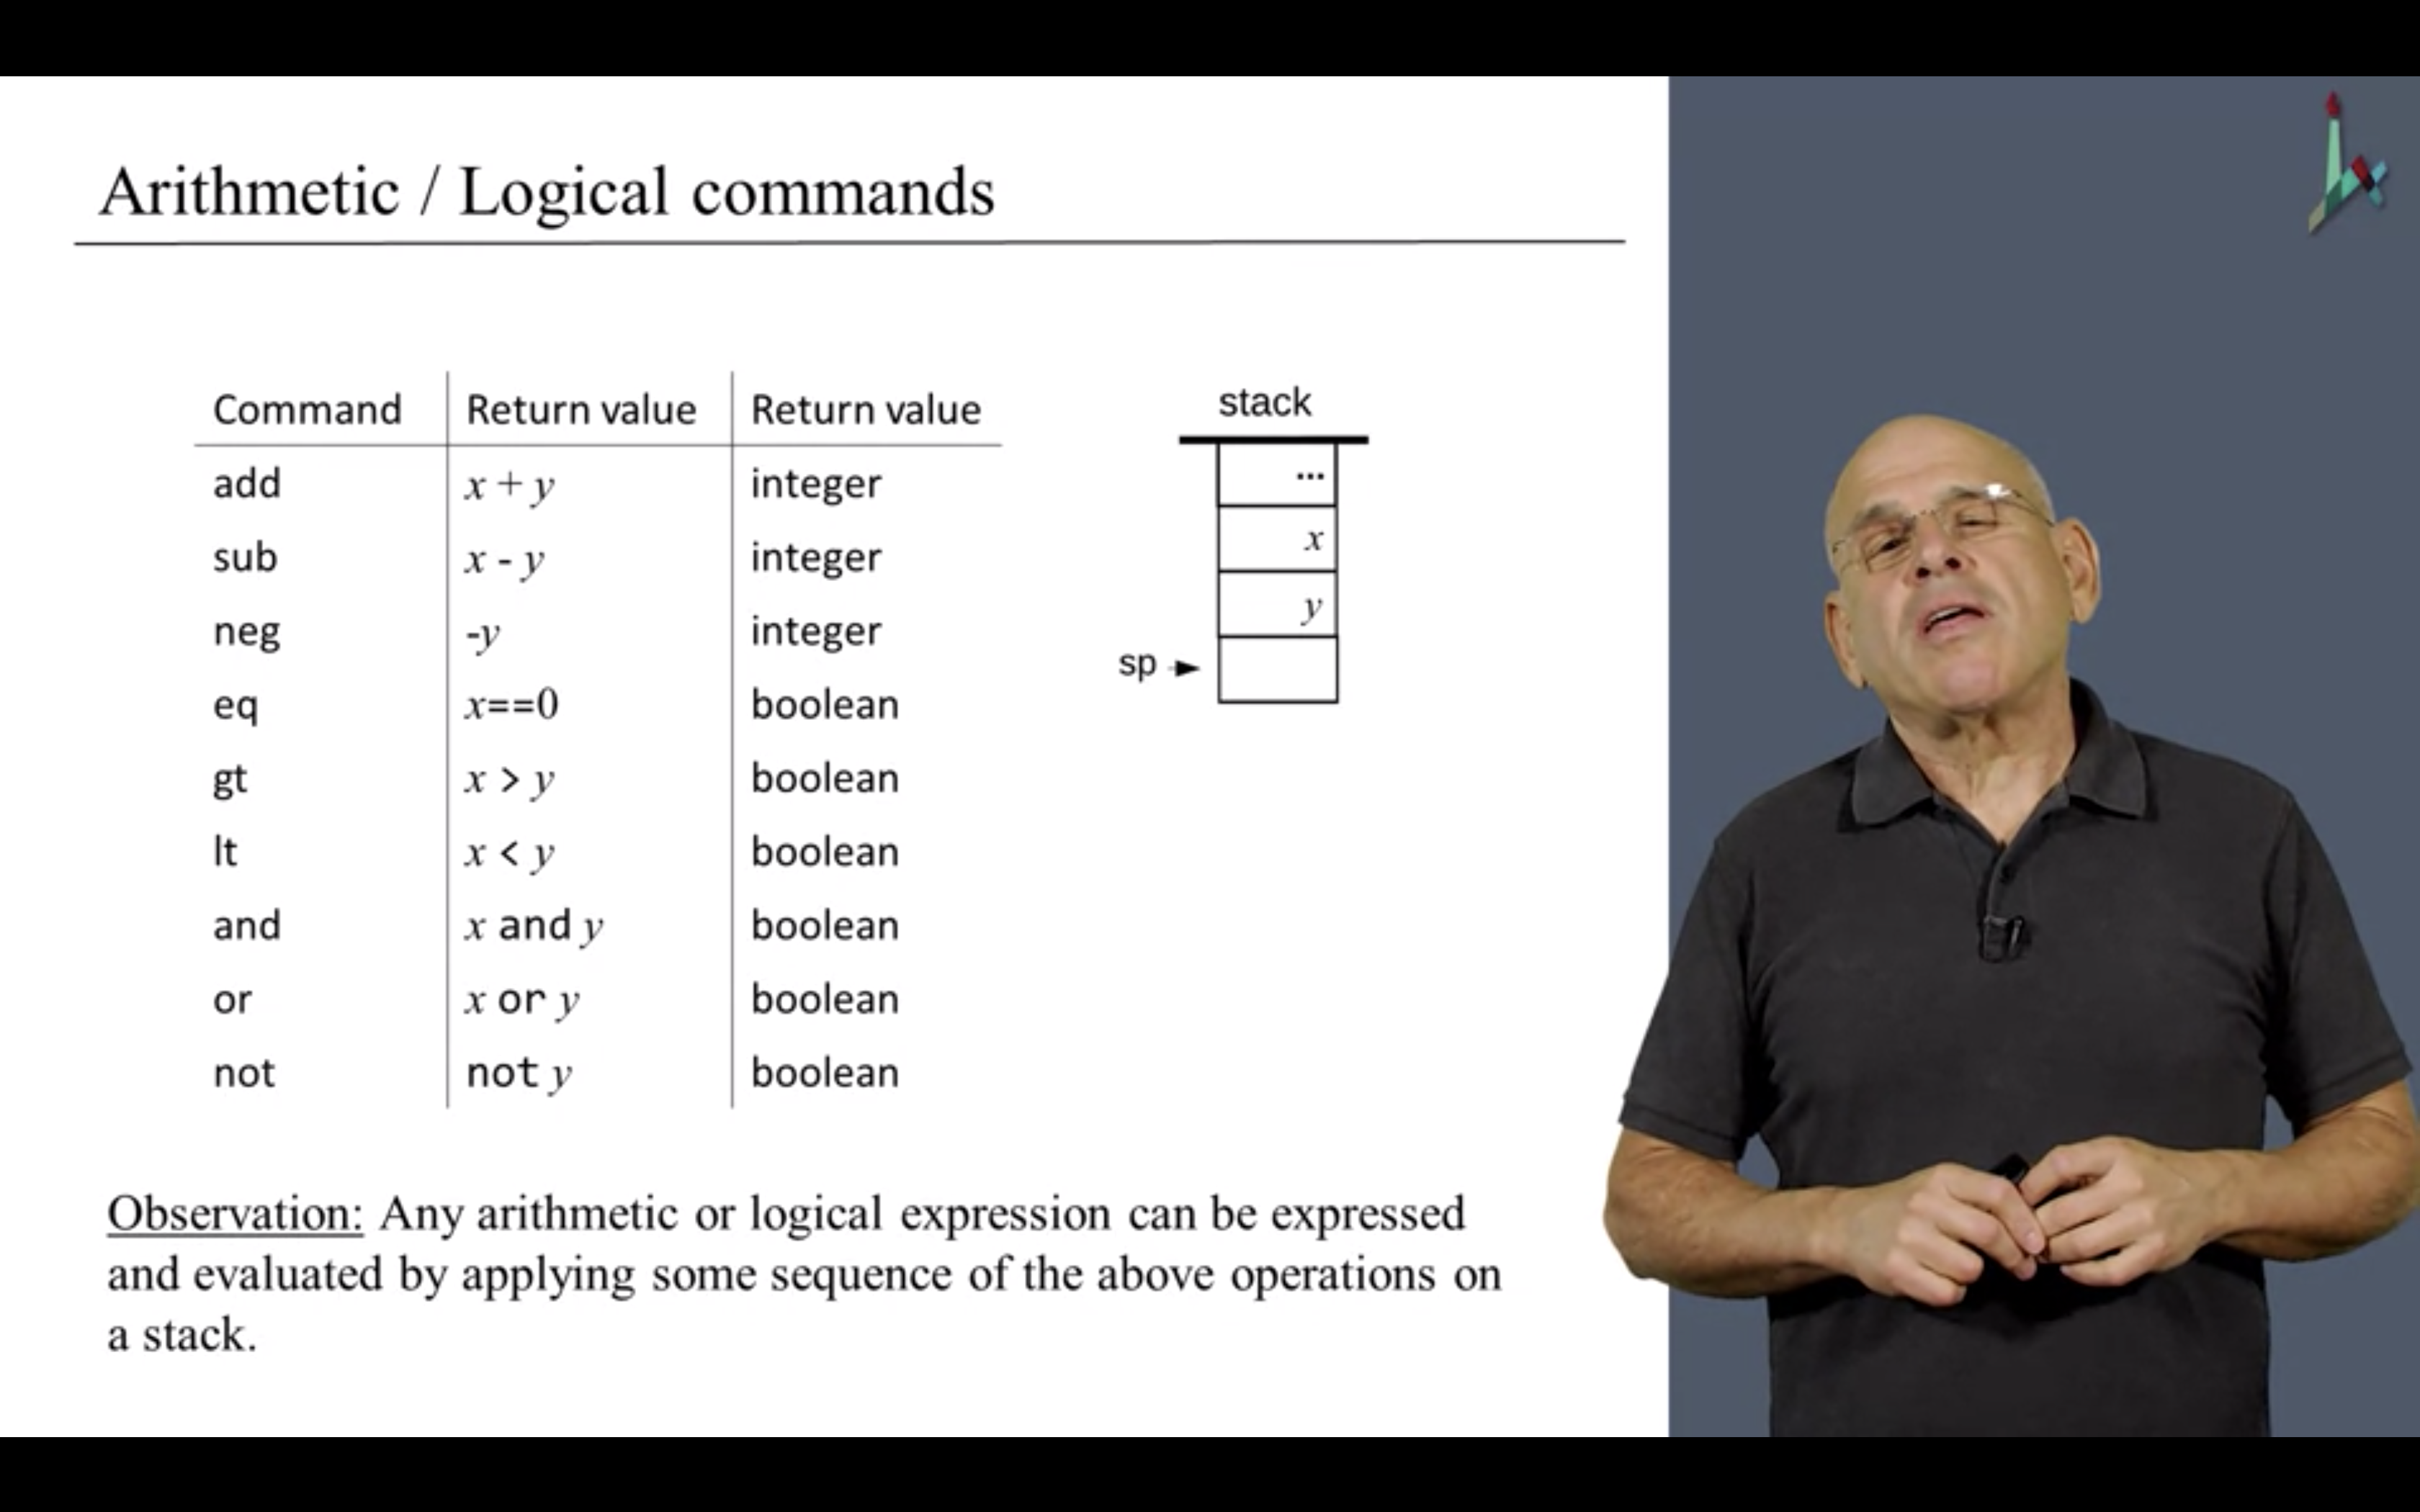 Arithmetic / Logical commands
Command Return value Return value
add x + y integer
sub x - y integer
neg -y integer
eq x==0 boolean
gt x > y boolean
lt x < y boolean
and x and y boolean
or x or y boolean
not not y boolean
stack
...
x
y
sp
Observation: Any arithmetic or logical expression can be expressed
and evaluated by applying some sequence of the above operations on
a stack.